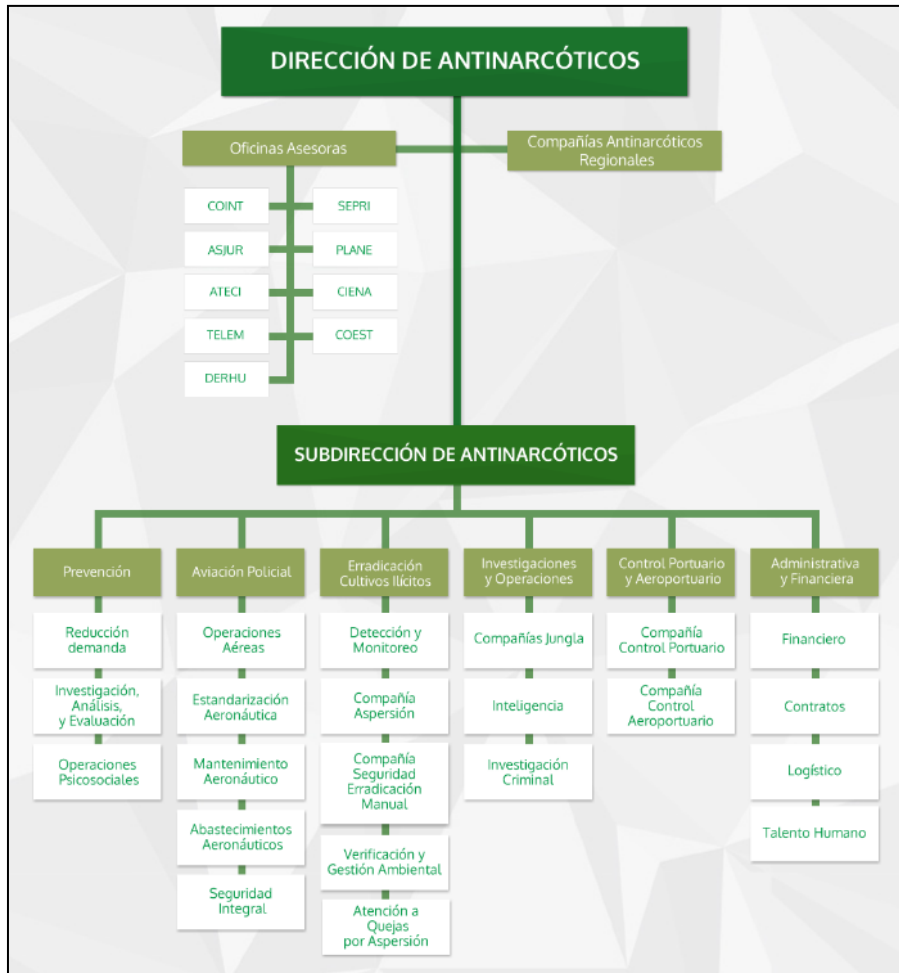 DIRECCIÓN DE ANTINARCÓTICOS
Oficinas Asesoras
Compañías Antinarcóticos
Regionales
COINT
SEPRI
ASJUR
PLANE
ATECI
CIENA
TELEM
COEST
DERHU
SUBDIRECCIÓN DE ANTINARCÓTICOS
Prevención
Reducción
demanda
Investigación,
Análisis,
y Evaluación
Operaciones
Psicosociales
Aviación Policial
Operaciones
Aéreas
Estandarización
Aeronáutica
Mantenimiento
Aeronáutico
Abastecimientos
Aeronáuticos
Seguridad
Integral
Erradicación
Cultivos Ilícitos
Detección y
Monitoreo
Compañía
Aspersión
Compañía
Seguridad
Erradicación
Manual
Verificación y
Gestión Ambiental
Atención a
Quejas
por Aspersión
Investigaciones
y Operaciones
Compañías Jungla
Inteligencia
Investigación
Criminal
Control Portuario
y Aeroportuario
Compañía
Control Portuario
Compañía
Control
Aeroportuario
Administrativa
y Financiera
Financiero
Contratos
Logístico
Talento Humano